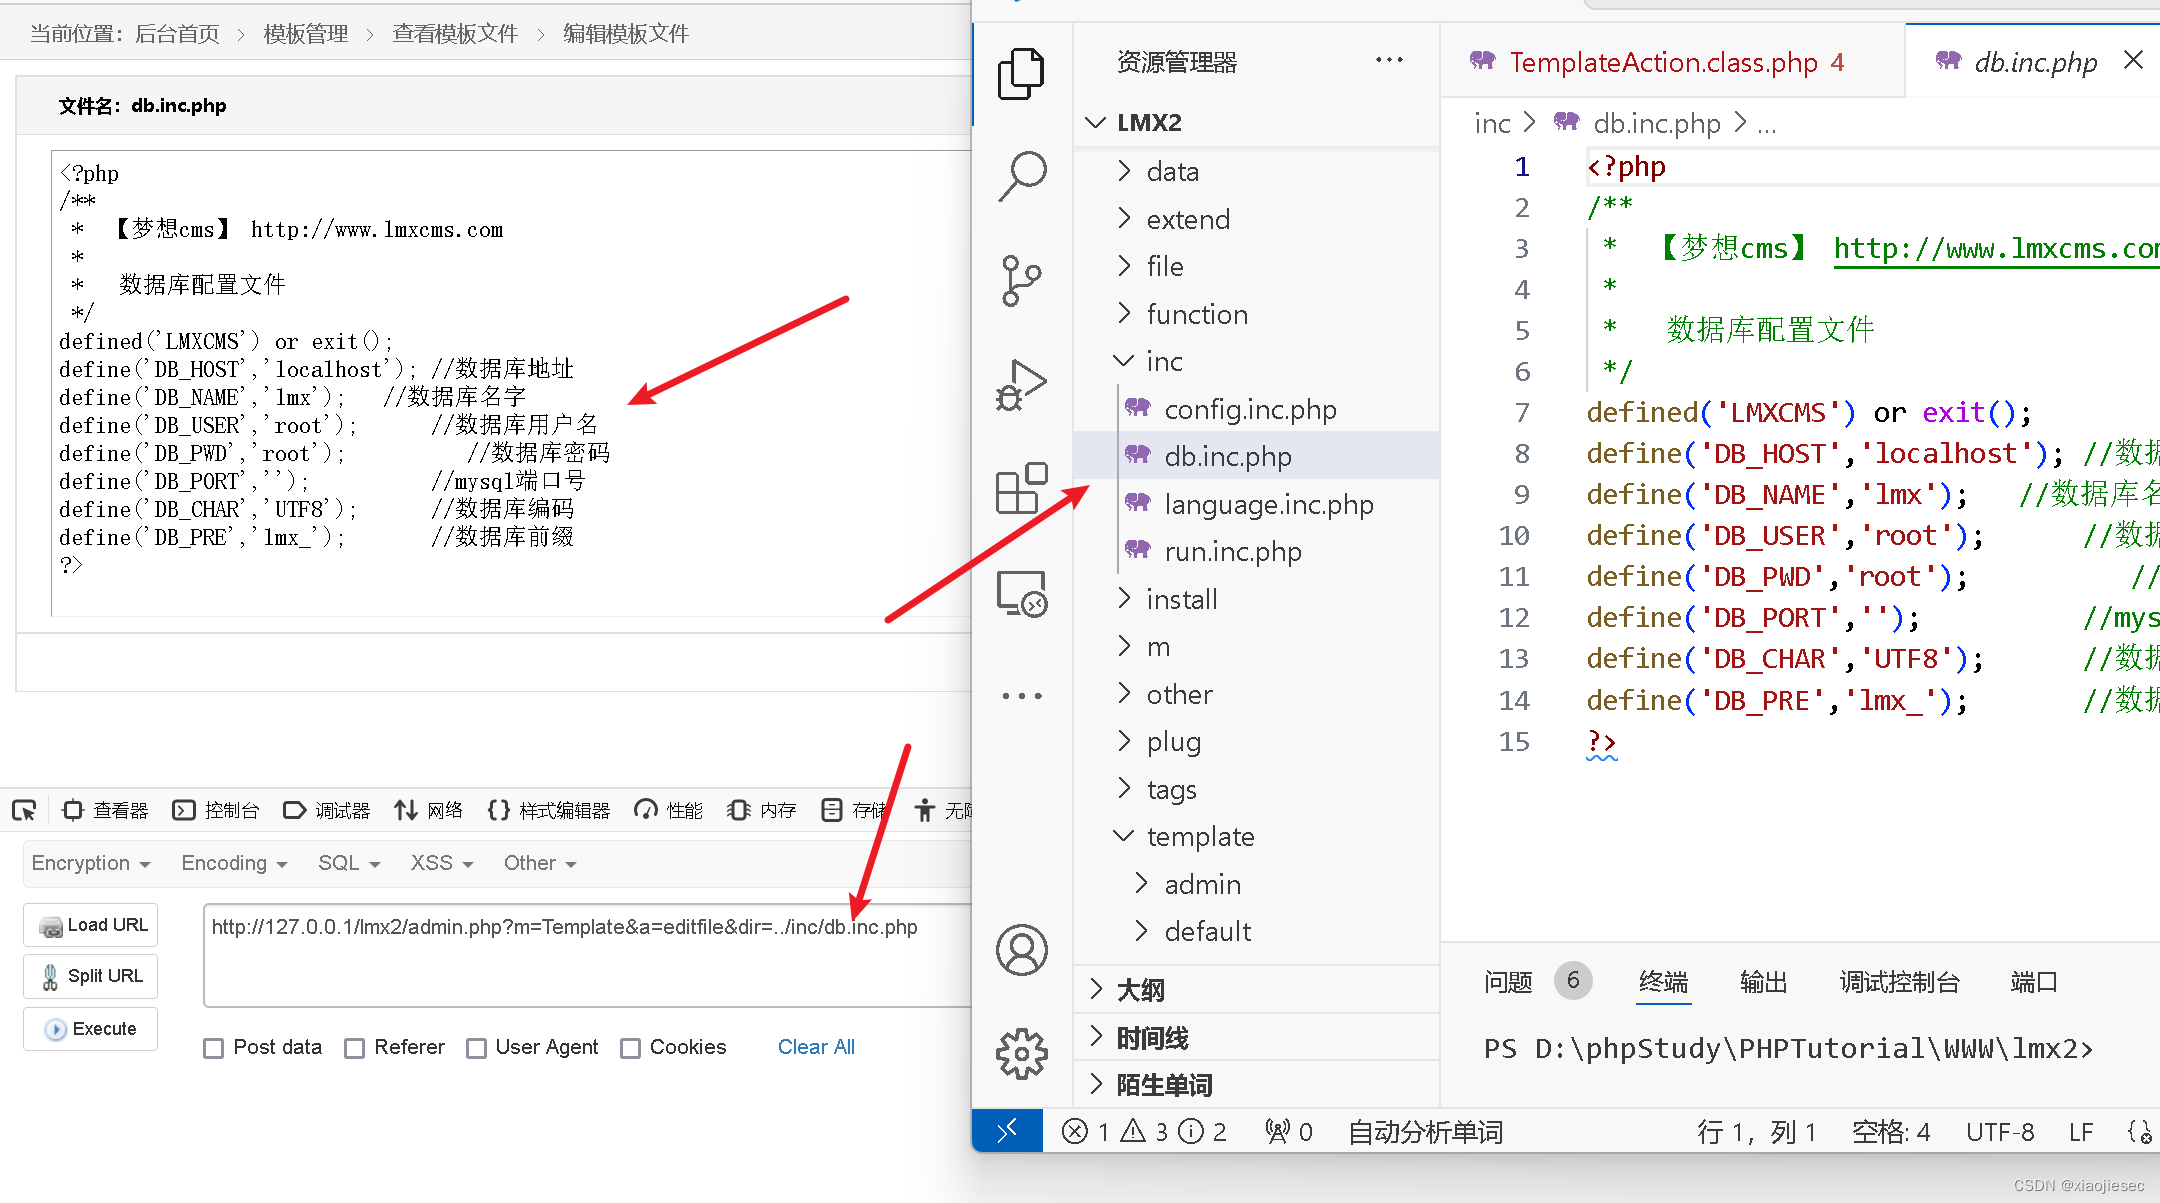 当前位置： 后台首页 > 模板管理 > 查看模板文件 > 编辑模板文件
文件名：db.inc.php
<?php
/**
 *  【梦想cms】 http://www.lmxcms.com
 *
 *   数据库配置文件
 */
defined('LMXCMS') or exit();
define('DB_HOST','localhost'); //数据库地址
define('DB_NAME','lmx');   //数据库名字
define('DB_USER','root');      //数据库用户名
define('DB_PWD','root');          //数据库密码
define('DB_PORT','');          //mysql端口号
define('DB_CHAR','UTF8');      //数据库编码
define('DB_PRE','lmx_');       //数据库前缀
?>
查看器 控制台 调试器 网络 样式编辑器 性能 内存 存储
Encryption Encoding SQL XSS Other
Load URL
Split URL
Execute
http://127.0.0.1/lmx2/admin.php?m=Template&a=editfile&dir=../inc/db.inc.php
Post data Referer User Agent Cookies Clear All
资源管理器 ···
LMX2
data
extend
file
function
inc
config.inc.php
db.inc.php
language.inc.php
run.inc.php
install
m
other
plug
tags
template
admin
default
大纲
时间线
陌生单词
TemplateAction.class.php 4 db.inc.php
inc > db.inc.php > ...
1 <?php
2 /**
3  *  【梦想cms】 http://www.lmxcms.co
4  *
5  *   数据库配置文件
6  */
7 defined('LMXCMS') or exit();
8 define('DB_HOST','localhost'); //数据
9 define('DB_NAME','lmx');   //数据库名
10 define('DB_USER','root');      //数据
11 define('DB_PWD','root');          //
12 define('DB_PORT','');          //mys
13 define('DB_CHAR','UTF8');      //数据
14 define('DB_PRE','lmx_');       //数据
15 ?>
问题 6 终端 输出 调试控制台 端口
PS D:\phpStudy\PHPTutorial\WWW\lmx2>
1 3 2 0 自动分析单词 行 1，列 1 空格: 4 UTF-8 LF
CSDN @xiaojiesec